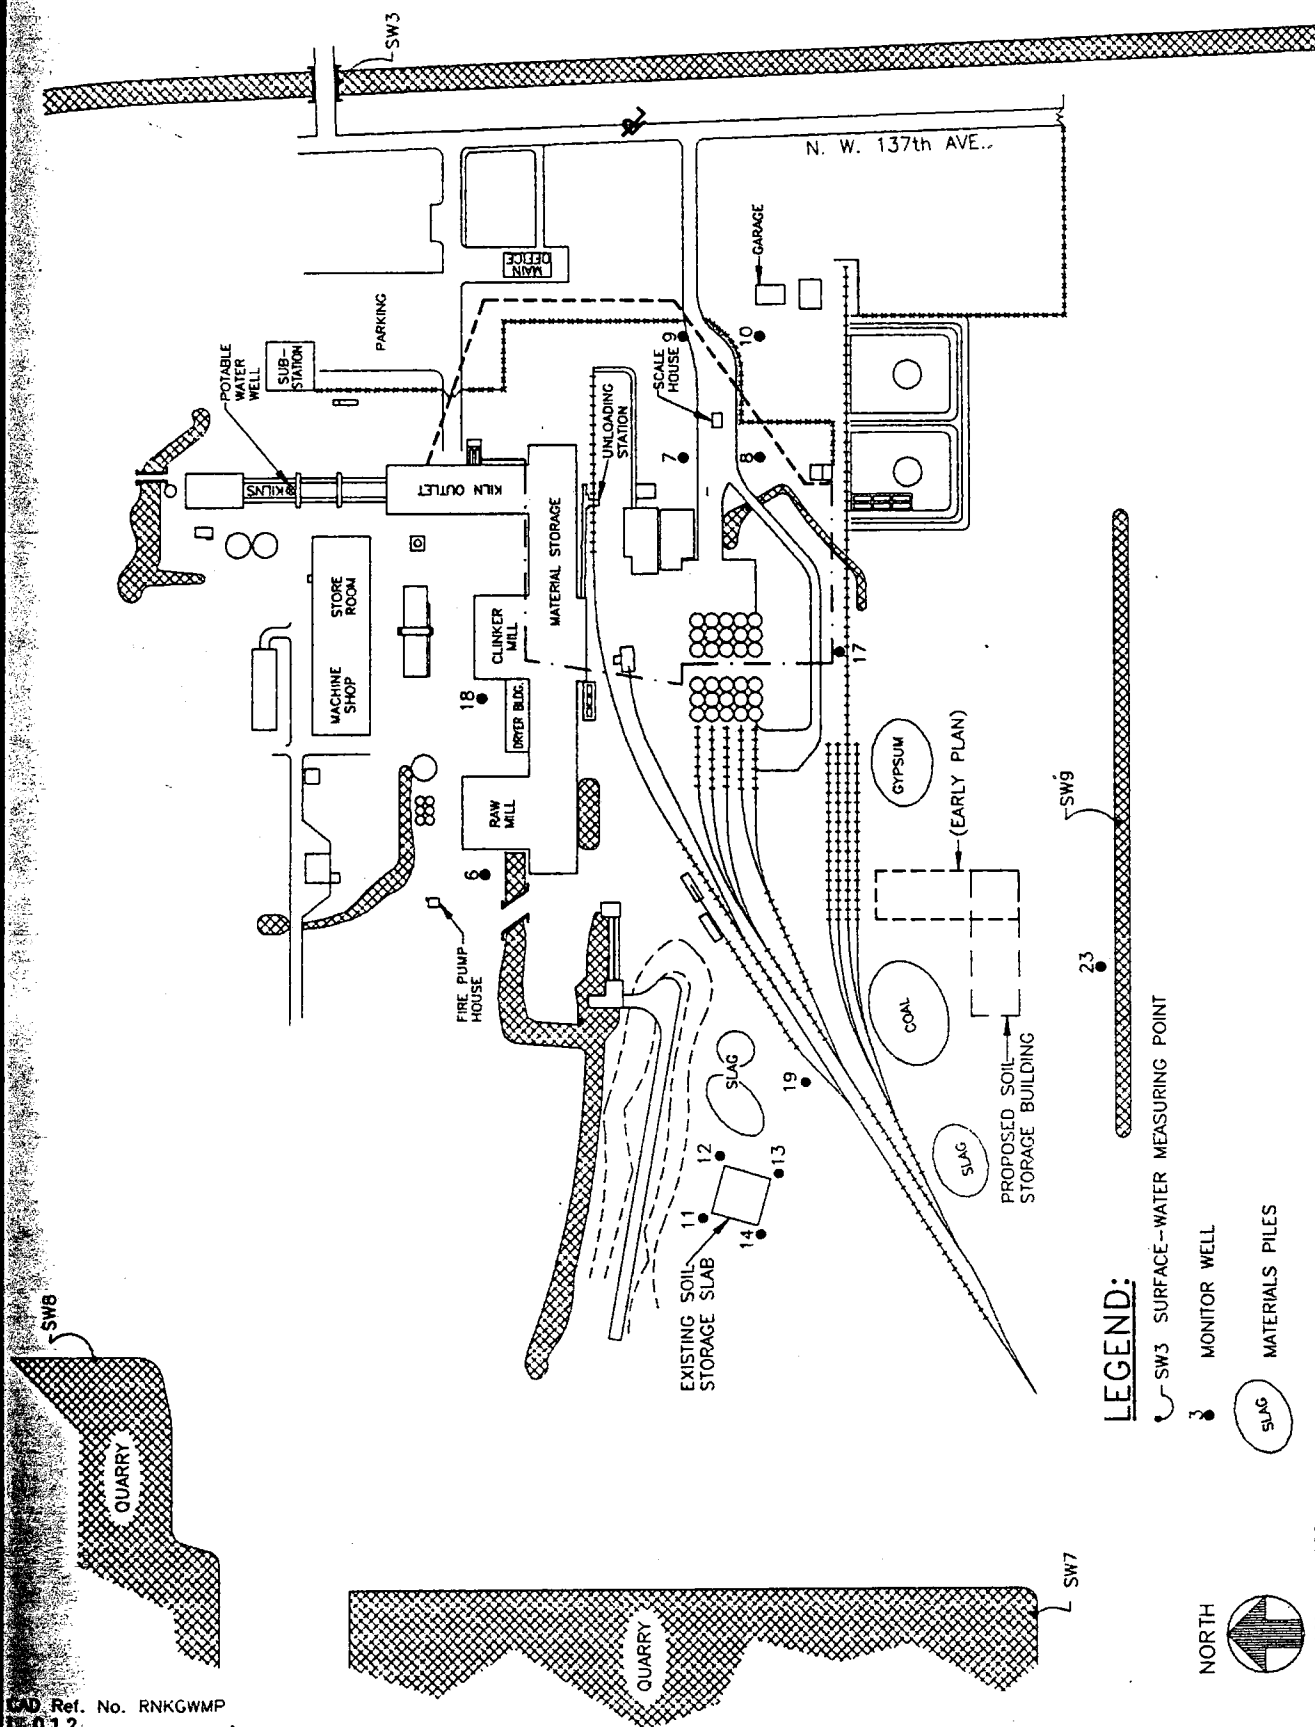 SW8
QUARRY
QUARRY
SW7
SW3
POTABLE
WATER
WELL
SUB-
STATION
PARKING
MAIN
OFFICE
N. W. 137th AVE.
GARAGE
KILNS
KILN OUTLET
STORE
ROOM
MACHINE
SHOP
CLINKER
MILL
MATERIAL STORAGE
UNLOADING
STATION
SCALE
HOUSE
9
10
7
8
18
DRYER BLDG.
RAW
MILL
6
FIRE PUMP
HOUSE
17
GYPSUM
(EARLY PLAN)
SW9
23
COAL
PROPOSED SOIL
STORAGE BUILDING
SLAG
SLAG
19
12
13
11
14
EXISTING SOIL
STORAGE SLAB
LEGEND:
SW3 SURFACE-WATER MEASURING POINT
3 MONITOR WELL
SLAG MATERIALS PILES
NORTH
CAD Ref. No. RNKGWMP